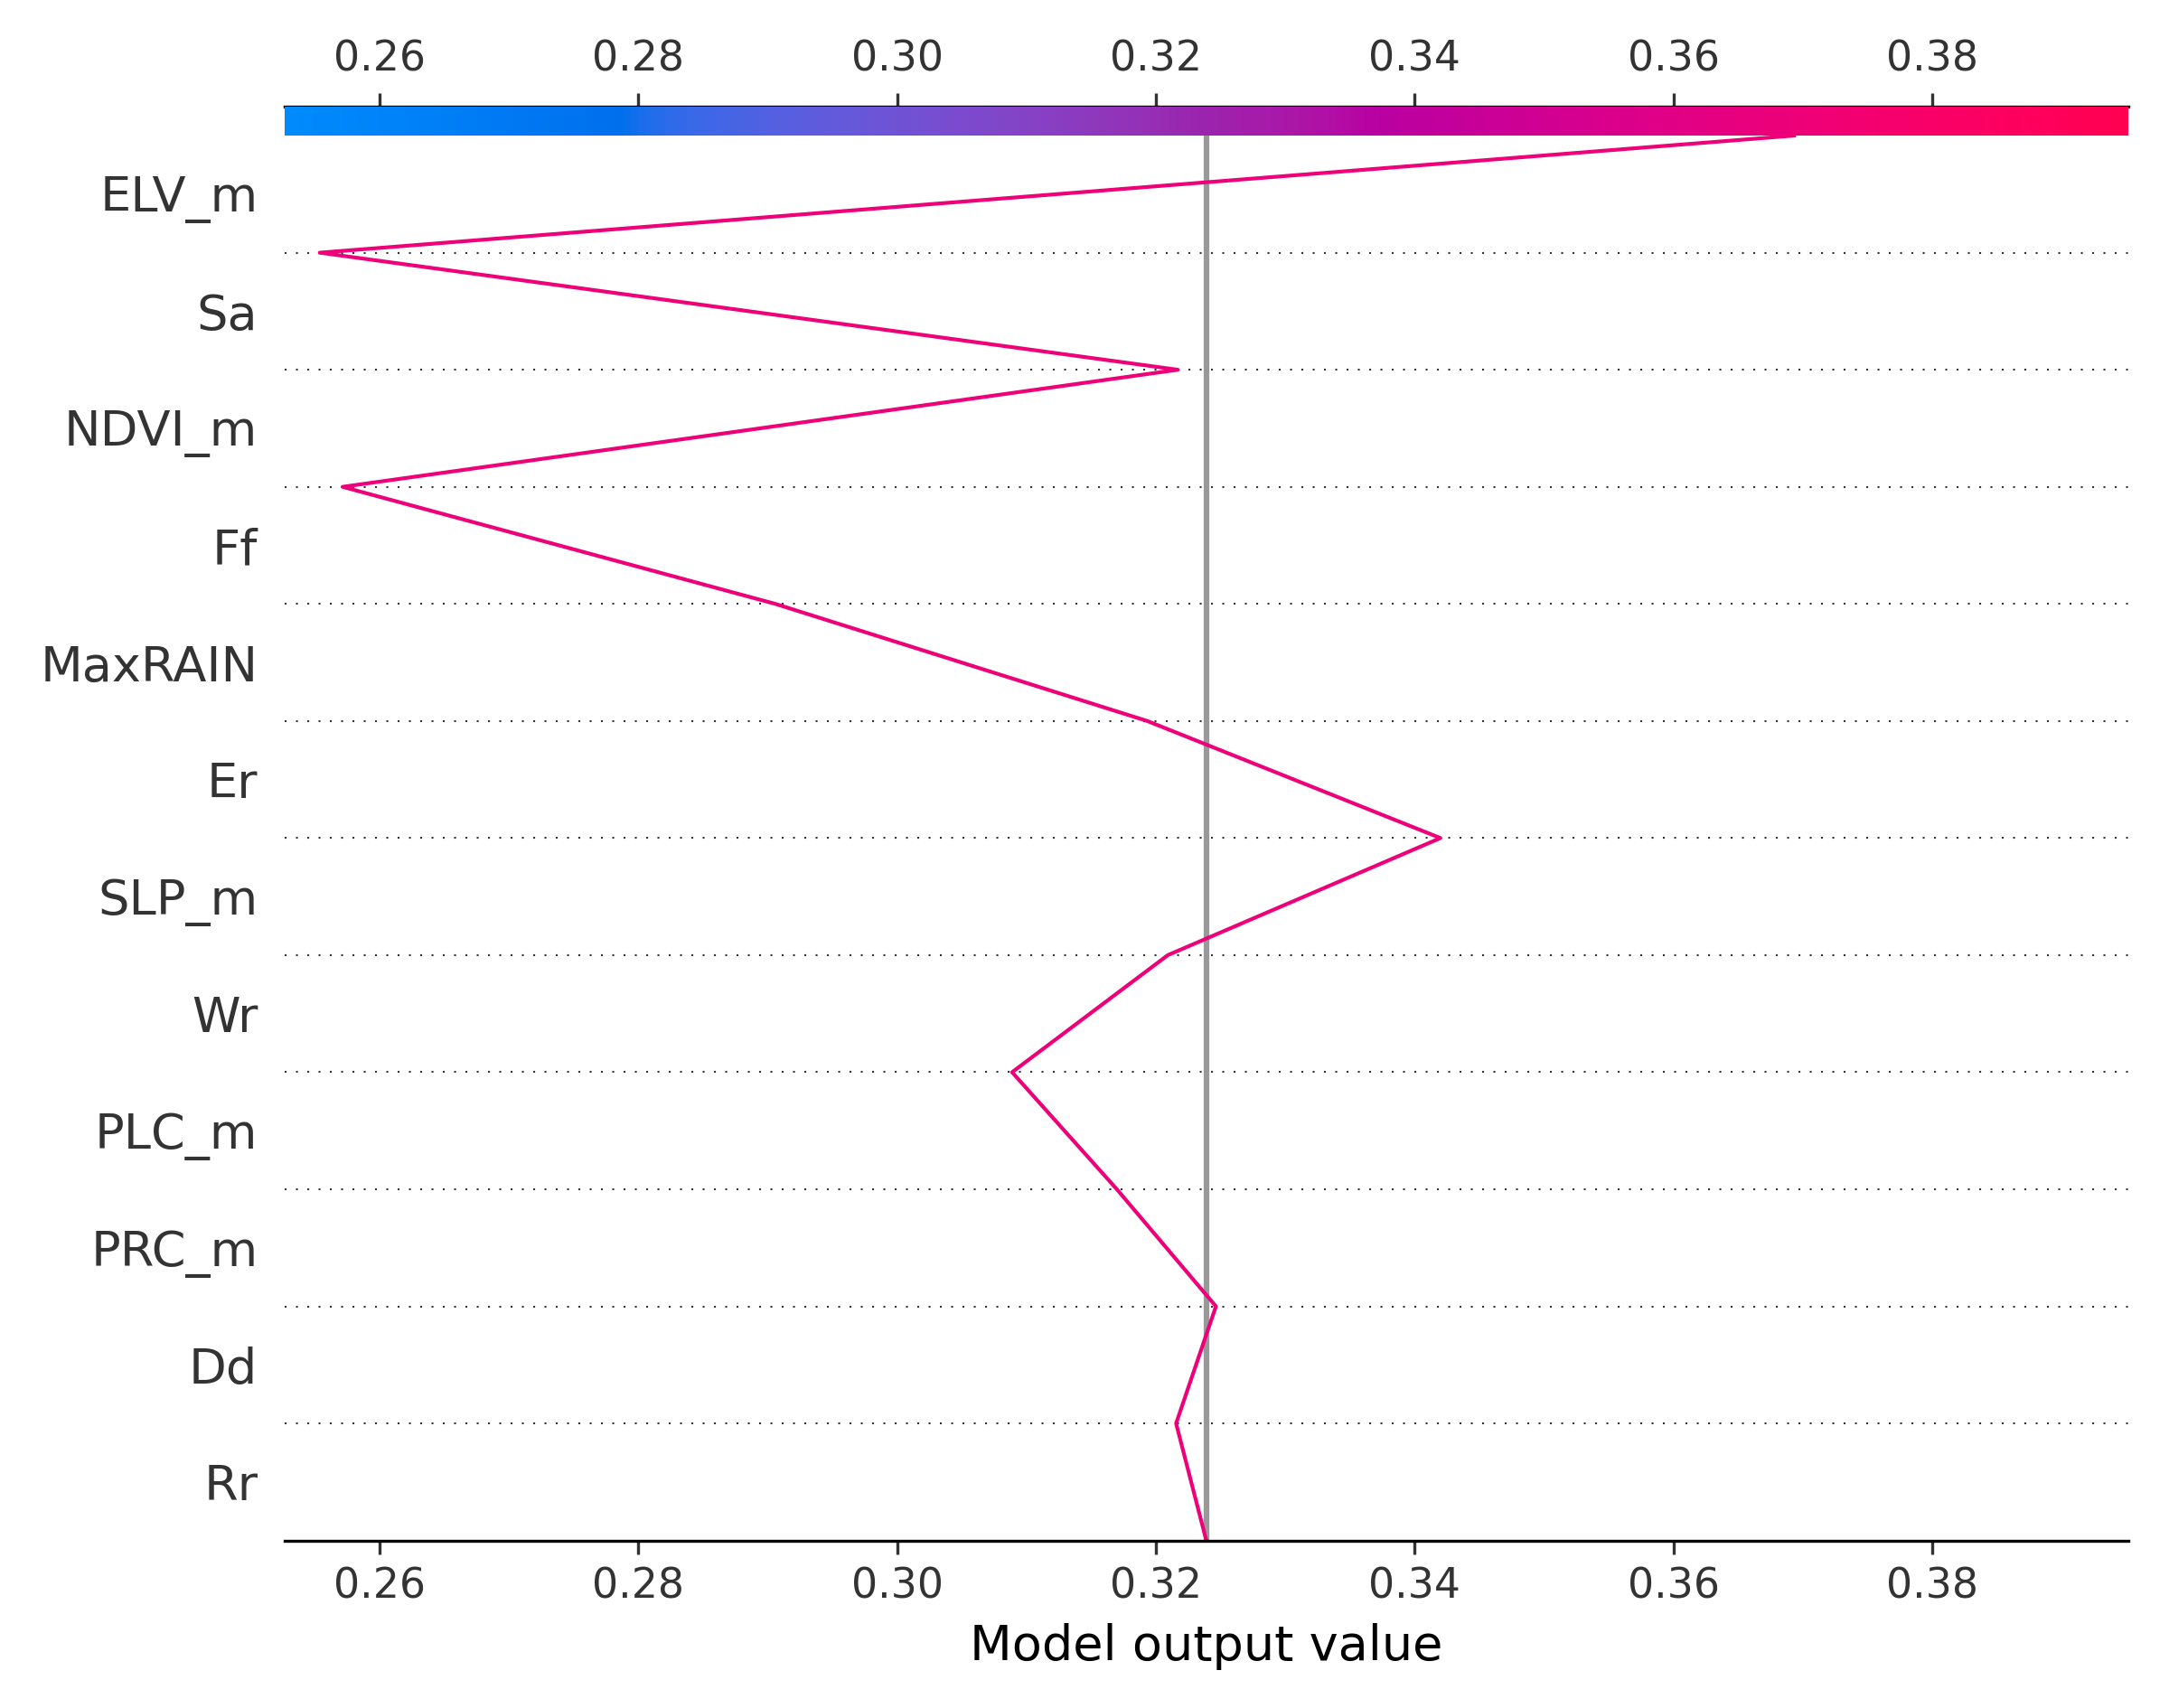 0.26 0.28 0.30 0.32 0.34 0.36 0.38
ELV_m
Sa
NDVI_m
Ff
MaxRAIN
Er
SLP_m
Wr
PLC_m
PRC_m
Dd
Rr
0.26 0.28 0.30 0.32 0.34 0.36 0.38
Model output value